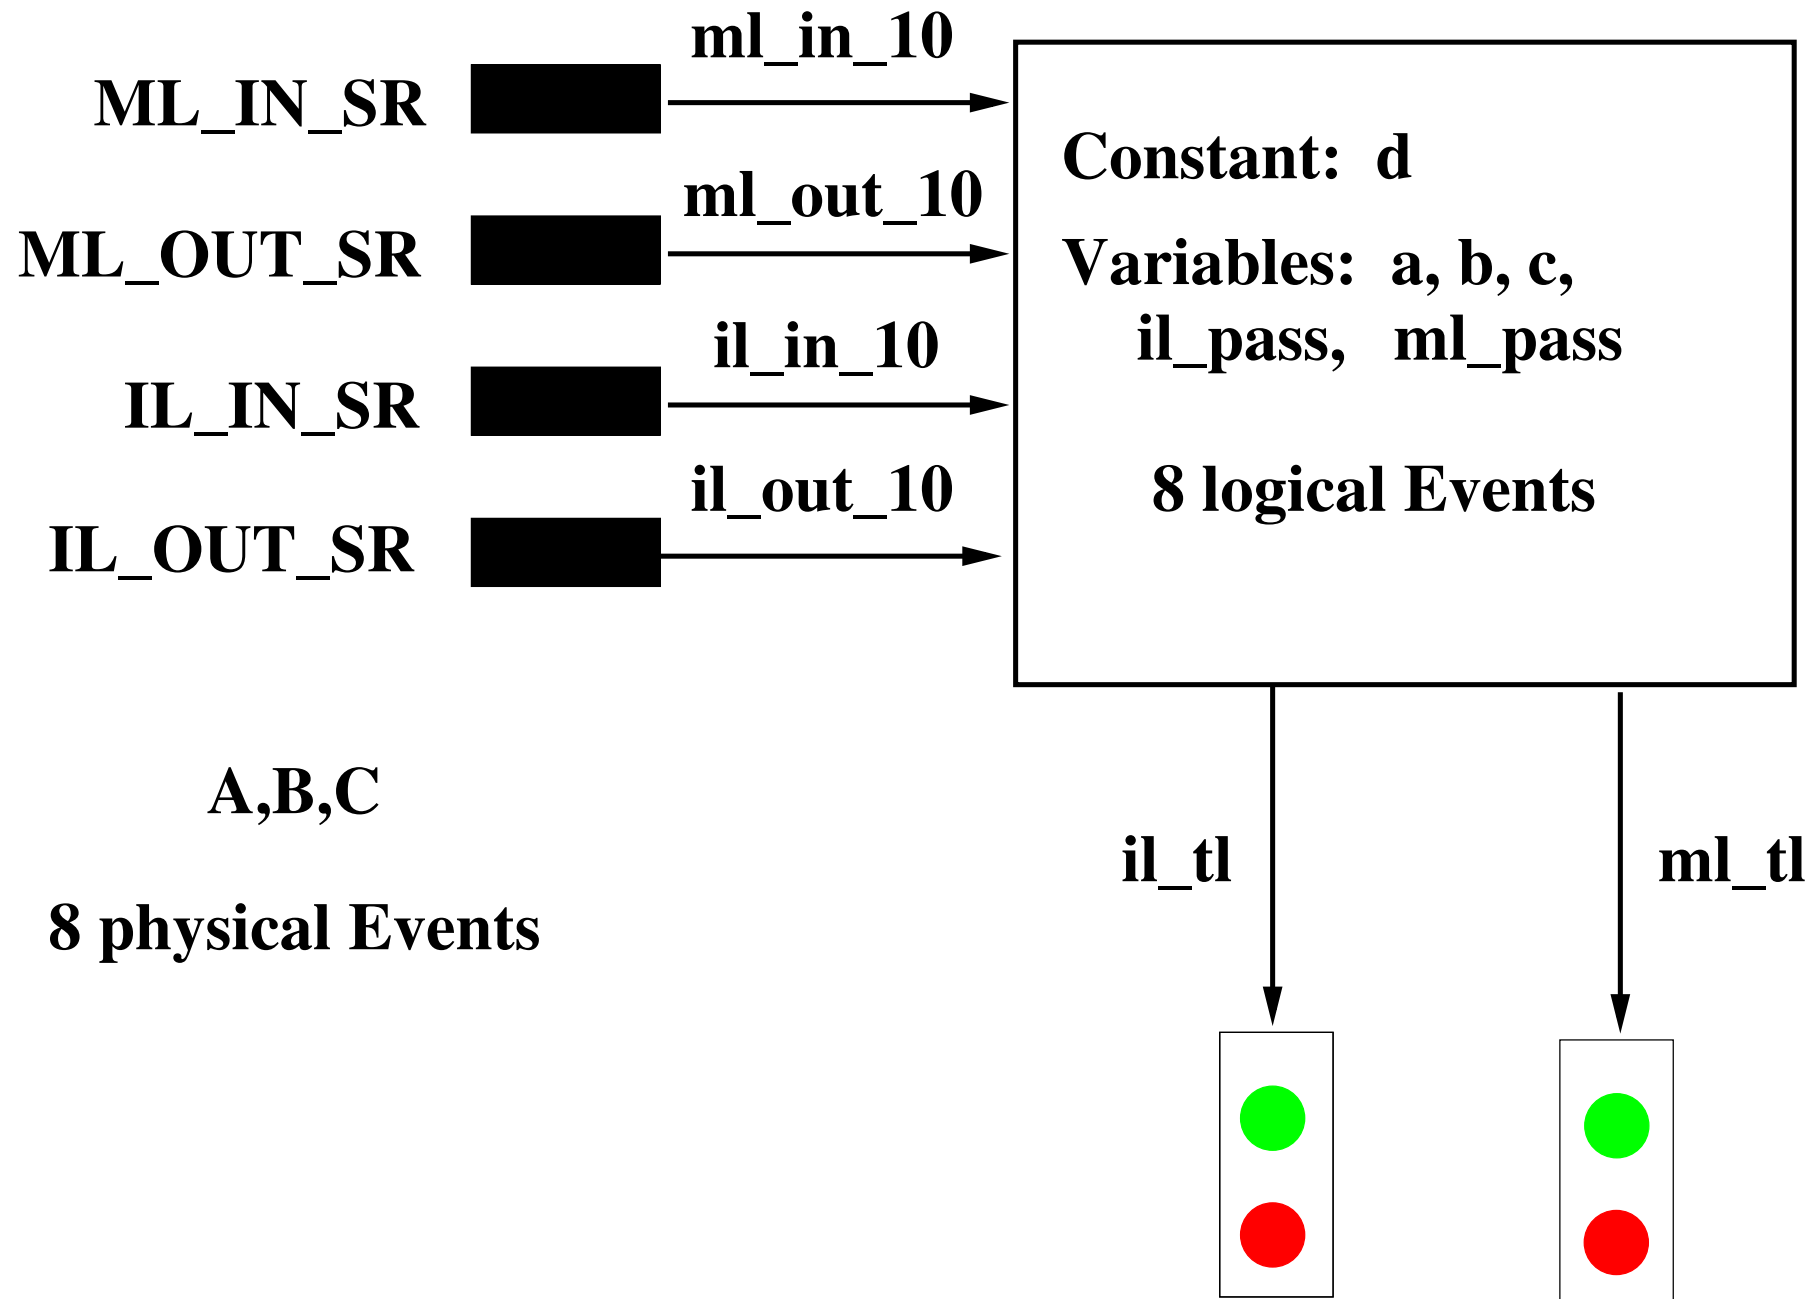 ml_in_10
ML_IN_SR
Constant:  d
ml_out_10
ML_OUT_SR
Variables:  a, b, c,
il_pass,   ml_pass
il_in_10
IL_IN_SR
il_out_10
8 logical Events
IL_OUT_SR
A,B,C
il_tl
ml_tl
8 physical Events